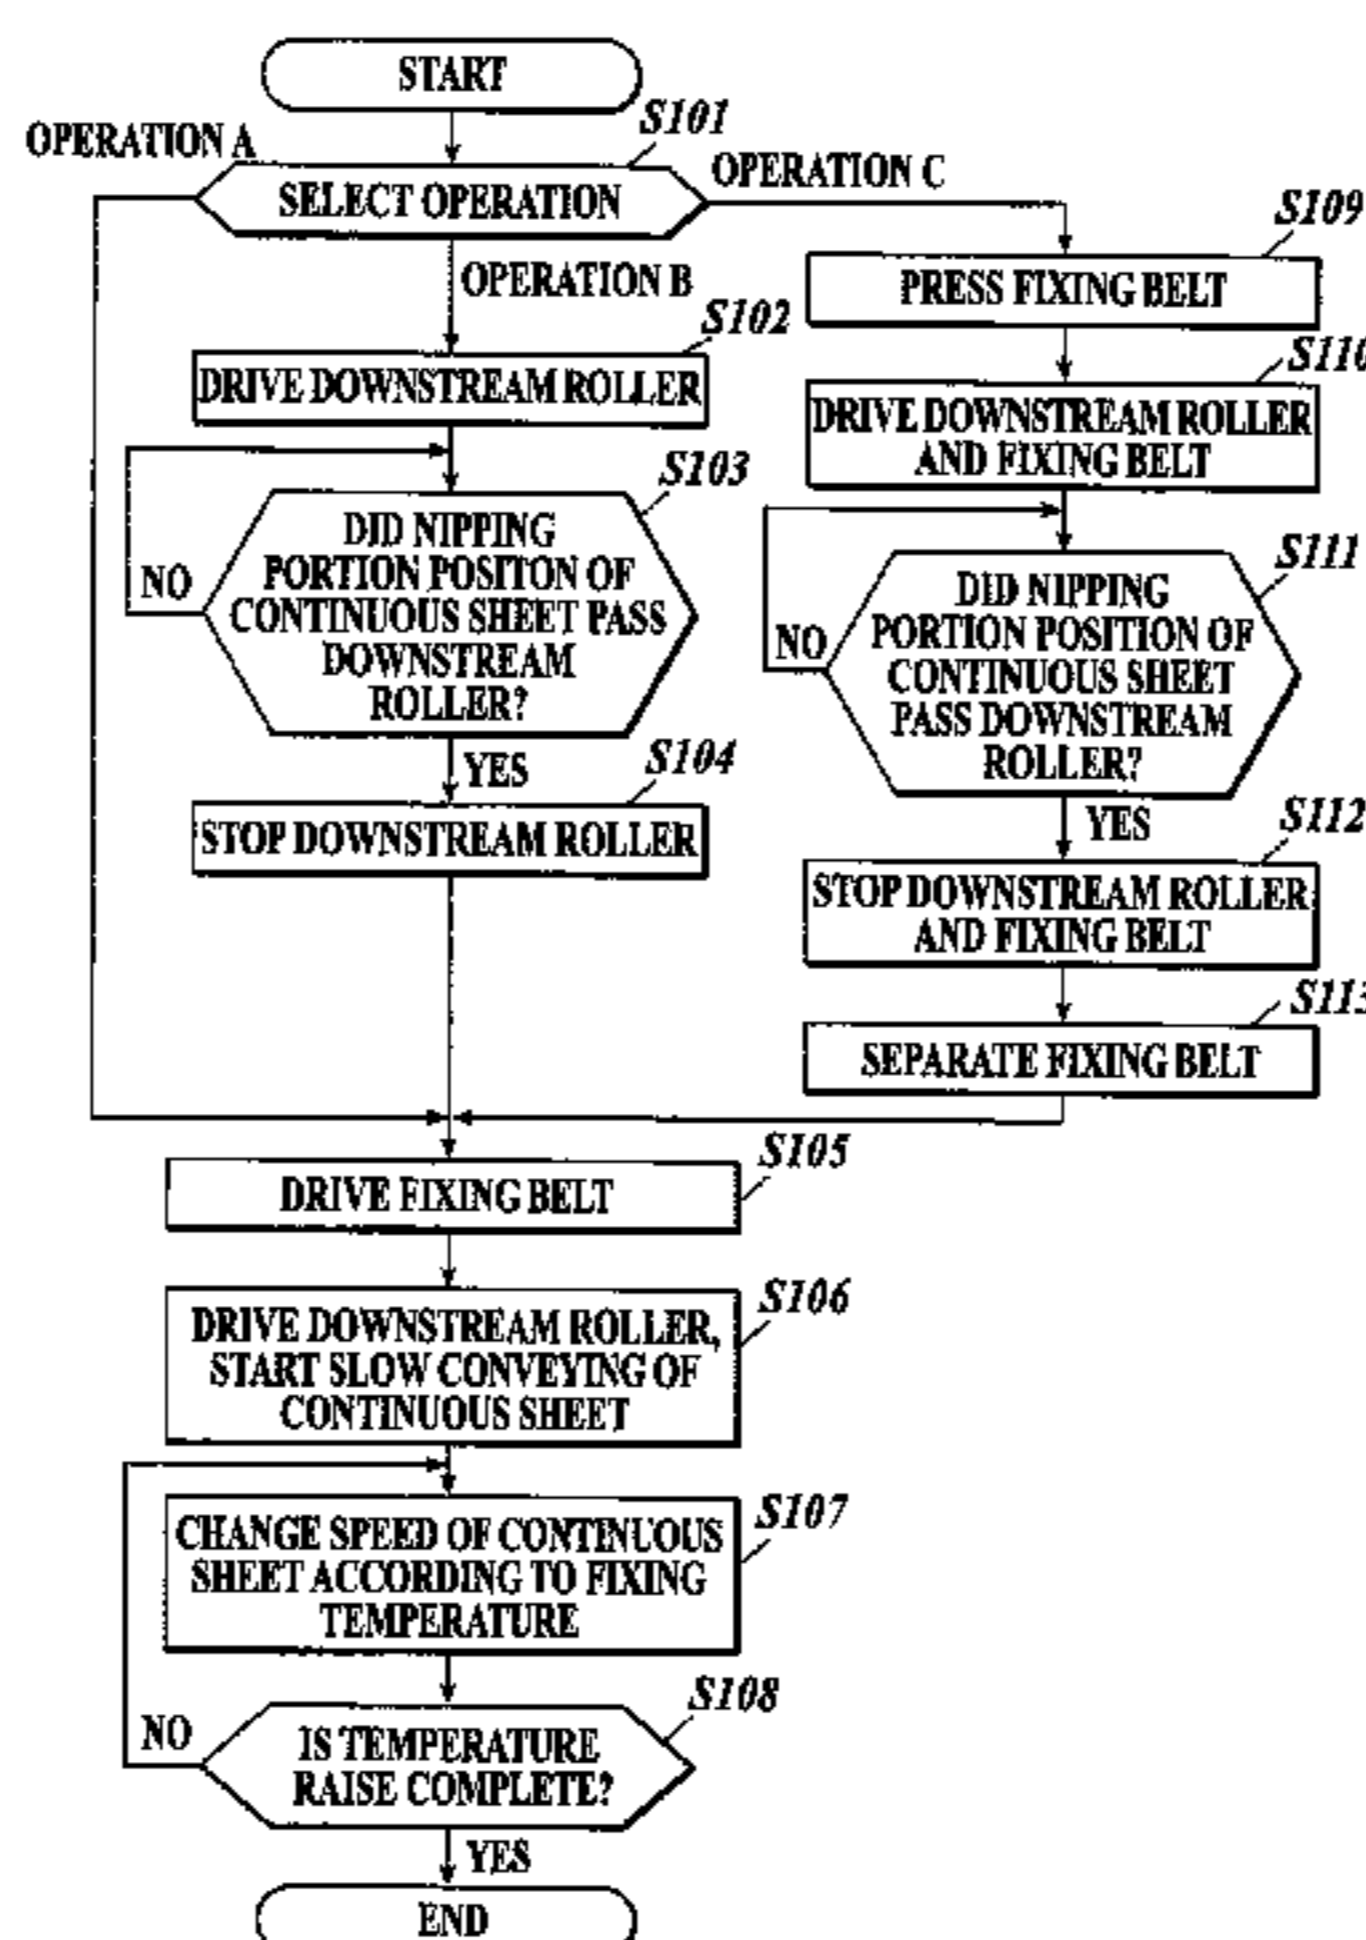 START
OPERATION A
S101
SELECT OPERATION
OPERATION C
OPERATION B
S102
DRIVE DOWNSTREAM ROLLER
S103
DID NIPPING
PORTION POSITON OF
CONTINUOUS SHEET PASS
DOWNSTREAM
ROLLER?
NO
YES
S104
STOP DOWNSTREAM ROLLER
S109
PRESS FIXING BELT
S110
DRIVE DOWNSTREAM ROLLER
AND FIXING BELT
S111
DID NIPPING
PORTION POSITION OF
CONTINUOUS SHEET
PASS DOWNSTREAM
ROLLER?
NO
YES
S112
STOP DOWNSTREAM ROLLER
AND FIXING BELT
S113
SEPARATE FIXING BELT
S105
DRIVE FIXING BELT
S106
DRIVE DOWNSTREAM ROLLER,
START SLOW CONVEYING OF
CONTINUOUS SHEET
S107
CHANGE SPEED OF CONTINUOUS
SHEET ACCORDING TO FIXING
TEMPERATURE
S108
IS TEMPERATURE
RAISE COMPLETE?
NO
YES
END